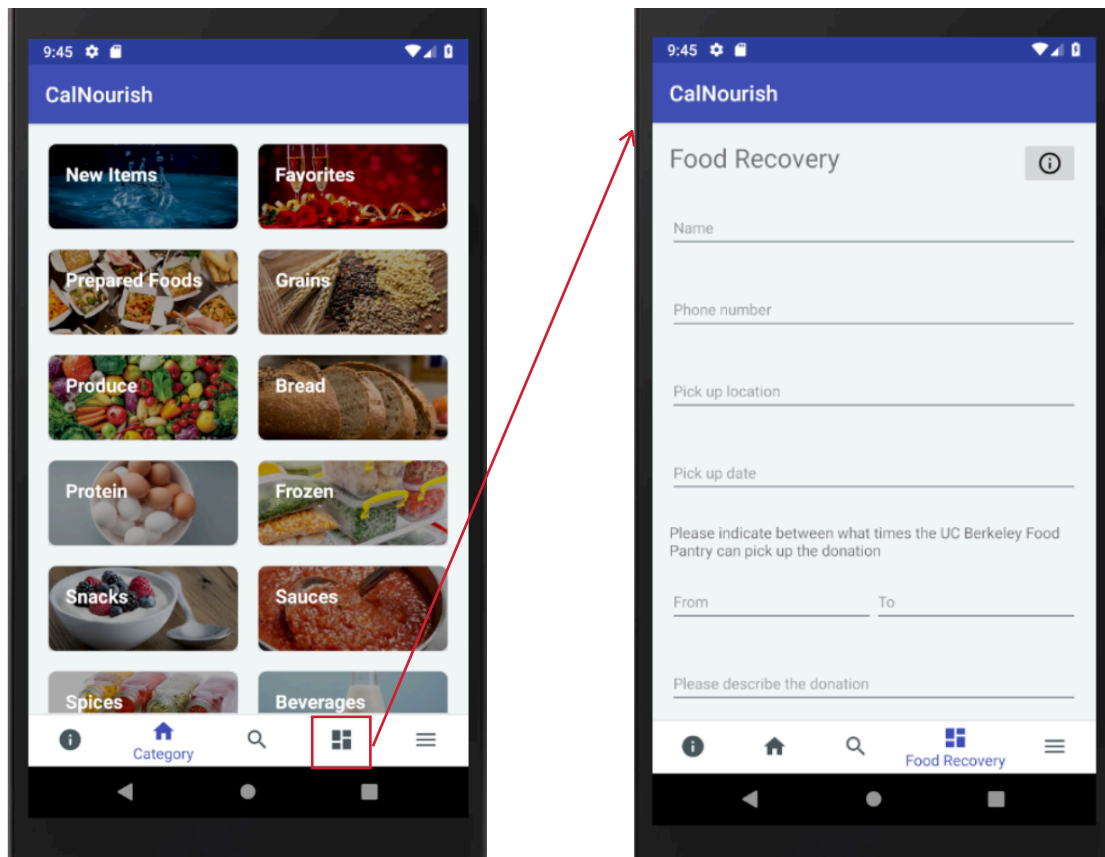 9:45
CalNourish
New Items
Favorites
Prepared Foods
Grains
Produce
Bread
Protein
Frozen
Snacks
Sauces
Spices
Beverages
Category
9:45
CalNourish
Food Recovery
Name
Phone number
Pick up location
Pick up date
Please indicate between what times the UC Berkeley Food
Pantry can pick up the donation
From
To
Please describe the donation
Food Recovery